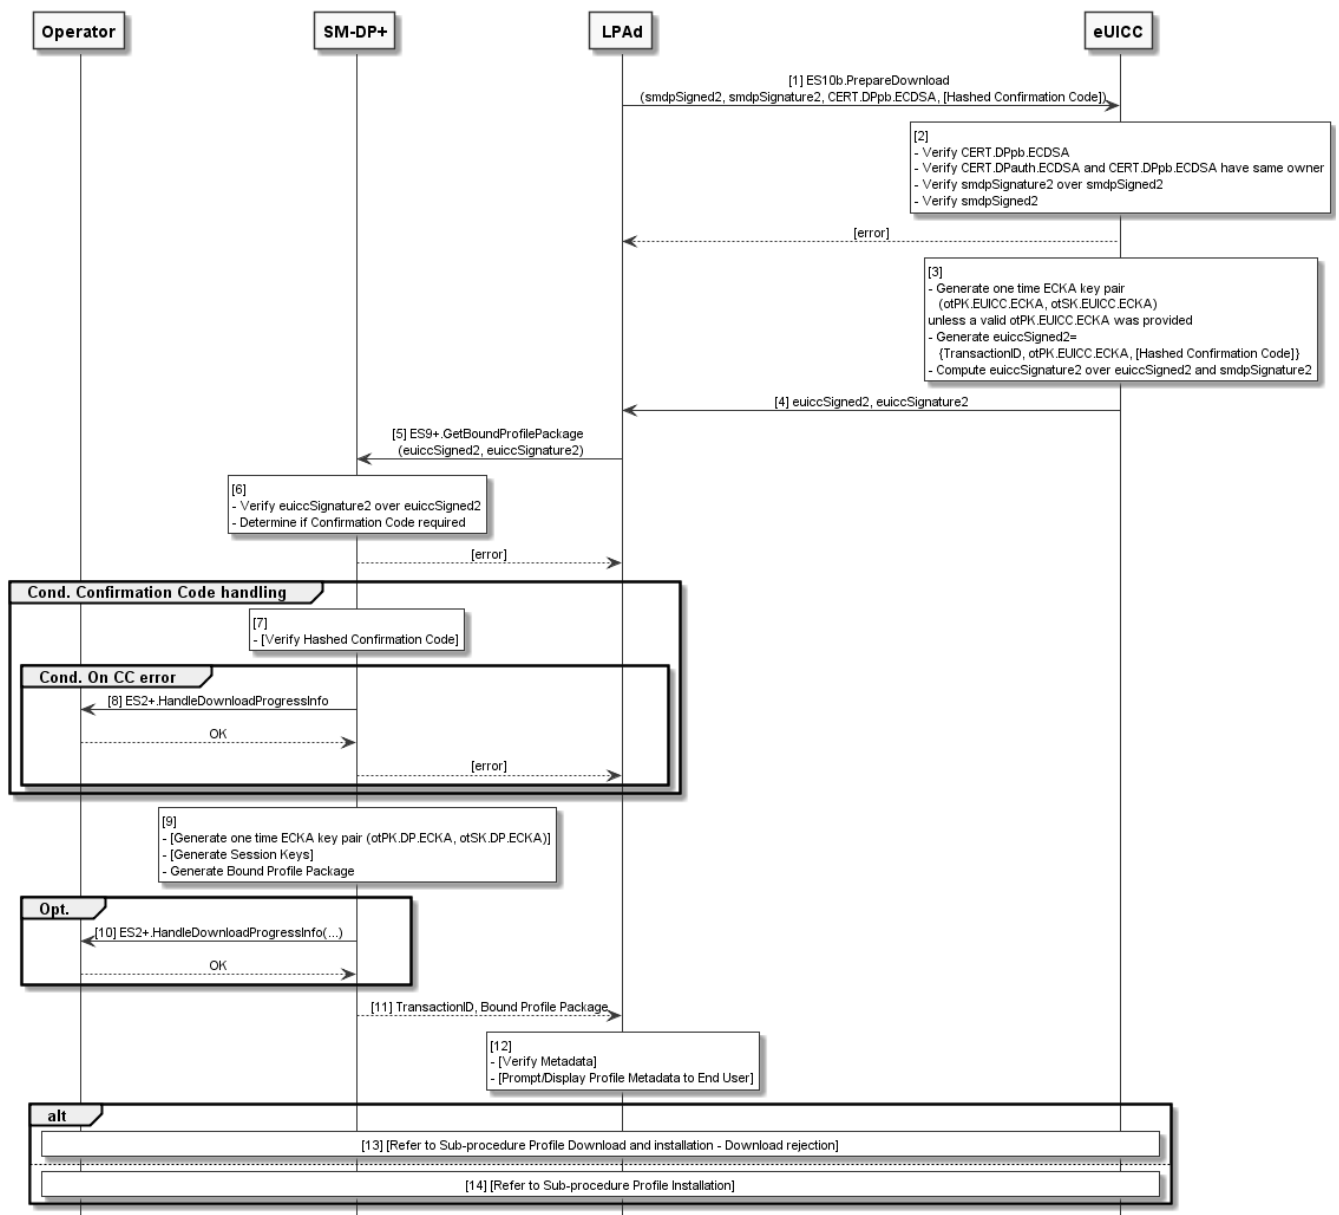 Operator
SM-DP+
LPAd
eUICC
[1] ES10b.PrepareDownload
(smdpSigned2, smdpSignature2, CERT.DPpb.ECDSA, [Hashed Confirmation Code])
[2]
- Verify CERT.DPpb.ECDSA
- Verify CERT.DPauth.ECDSA and CERT.DPpb.ECDSA have same owner
- Verify smdpSignature2 over smdpSigned2
- Verify smdpSigned2
[error]
[3]
- Generate one time ECKA key pair
(otPK.EUICC.ECKA, otSK.EUICC.ECKA)
unless a valid otPK.EUICC.ECKA was provided
- Generate euiccSigned2=
{TransactionID, otPK.EUICC.ECKA, [Hashed Confirmation Code]}
- Compute euiccSignature2 over euiccSigned2 and smdpSignature2
[4] euiccSigned2, euiccSignature2
[5] ES9+.GetBoundProfilePackage
(euiccSigned2, euiccSignature2)
[6]
- Verify euiccSignature2 over euiccSigned2
- Determine if Confirmation Code required
[error]
Cond. Confirmation Code handling
[7]
- [Verify Hashed Confirmation Code]
Cond. On CC error
[8] ES2+.HandleDownloadProgressInfo
OK
[error]
[9]
- [Generate one time ECKA key pair (otPK.DP.ECKA, otSK.DP.ECKA)]
- [Generate Session Keys]
- Generate Bound Profile Package
Opt.
[10] ES2+.HandleDownloadProgressInfo(...)
OK
[11] TransactionID, Bound Profile Package
[12]
- [Verify Metadata]
- [Prompt/Display Profile Metadata to End User]
alt
[13] [Refer to Sub-procedure Profile Download and installation - Download rejection]
[14] [Refer to Sub-procedure Profile Installation]